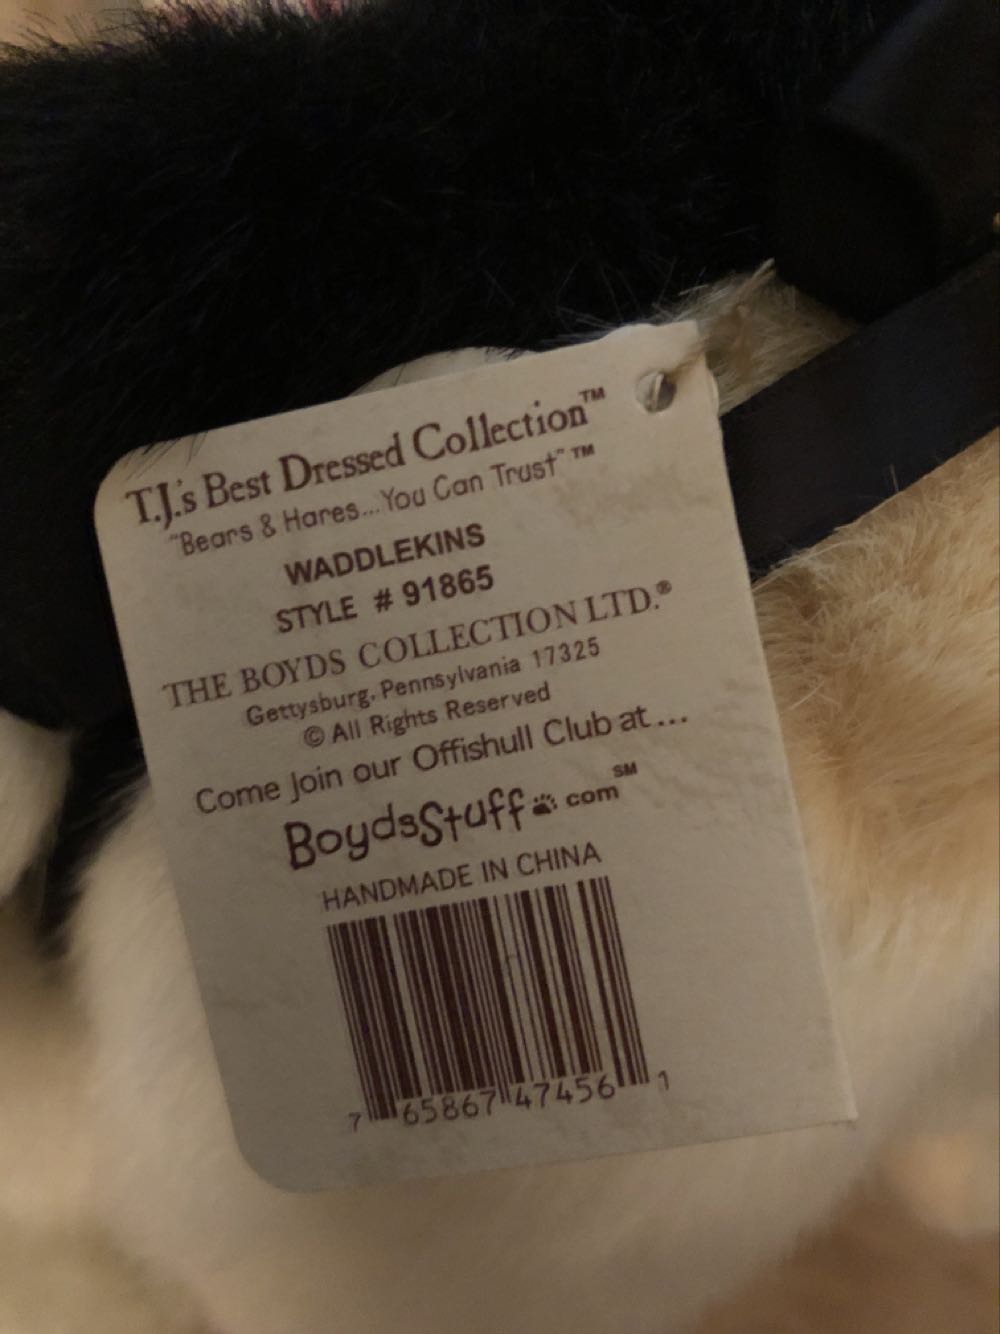 T.J.'s Best Dressed Collection™
"Bears & Hares...You Can Trust"™
WADDLEKINS
STYLE # 91865
THE BOYDS COLLECTION LTD.®
Gettysburg, Pennsylvania 17325
© All Rights Reserved
Come Join our Offishull Club at...
BoydsStuff.com℠
HANDMADE IN CHINA
7 65867 47456 1